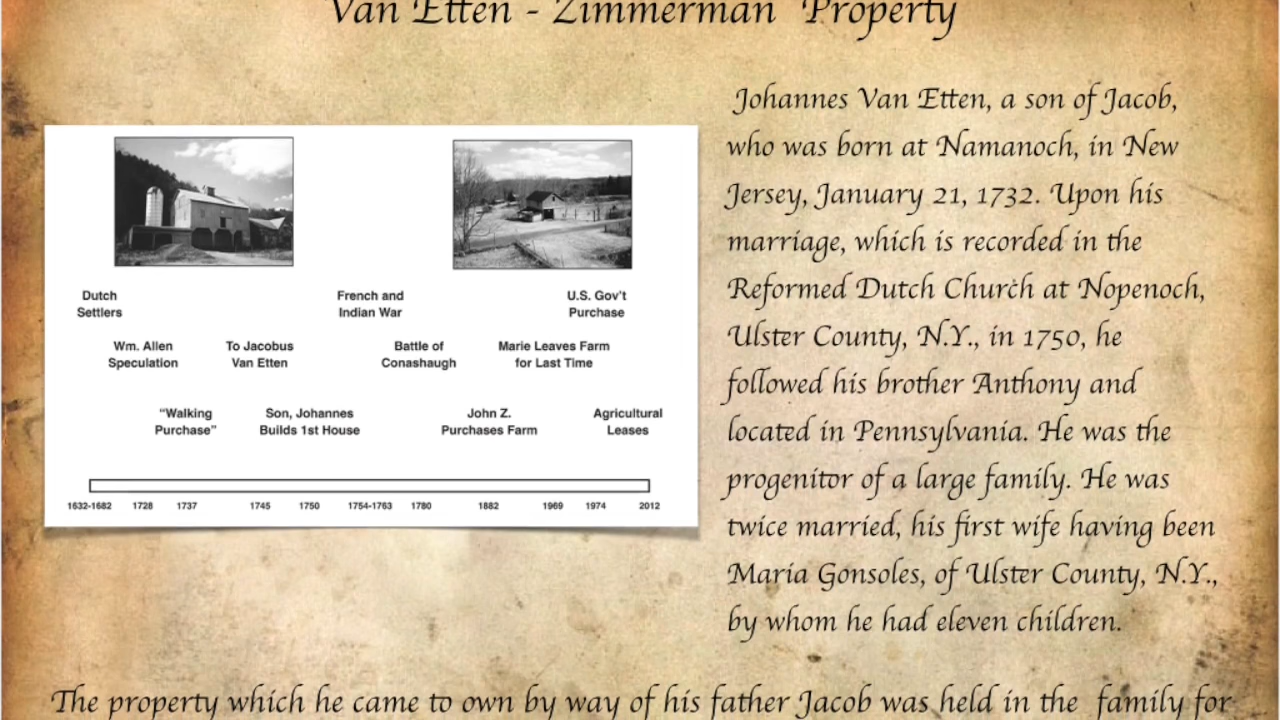 Van Etten - Zimmerman Property
Johannes Van Etten, a son of Jacob,
who was born at Namanoch, in New
Jersey, January 21, 1732. Upon his
marriage, which is recorded in the
Reformed Dutch Church at Nopenoch,
Ulster County, N.Y., in 1750, he
followed his brother Anthony and
located in Pennsylvania. He was the
progenitor of a large family. He was
twice married, his first wife having been
Maria Gonsoles, of Ulster County, N.Y.,
by whom he had eleven children.
Dutch
Settlers
French and
Indian War
U.S. Gov't
Purchase
Wm. Allen
Speculation
To Jacobus
Van Etten
Battle of
Conashaugh
Marie Leaves Farm
for Last Time
"Walking
Purchase"
Son, Johannes
Builds 1st House
John Z.
Purchases Farm
Agricultural
Leases
1632-1682 1728 1737 1745 1750 1754-1763 1780 1882 1969 1974 2012
The property which he came to own by way of his father Jacob was held in the family for